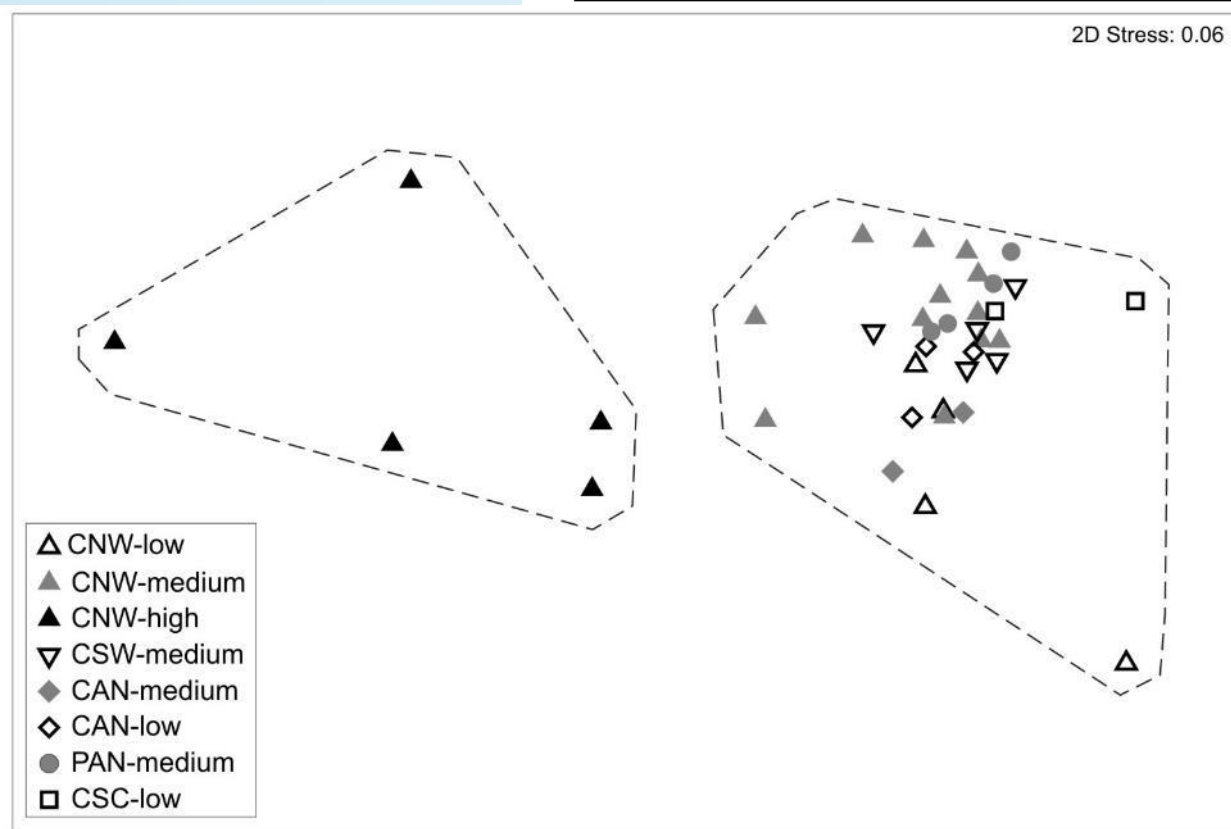 2D Stress: 0.06
CNW-low
CNW-medium
CNW-high
CSW-medium
CAN-medium
CAN-low
PAN-medium
CSC-low